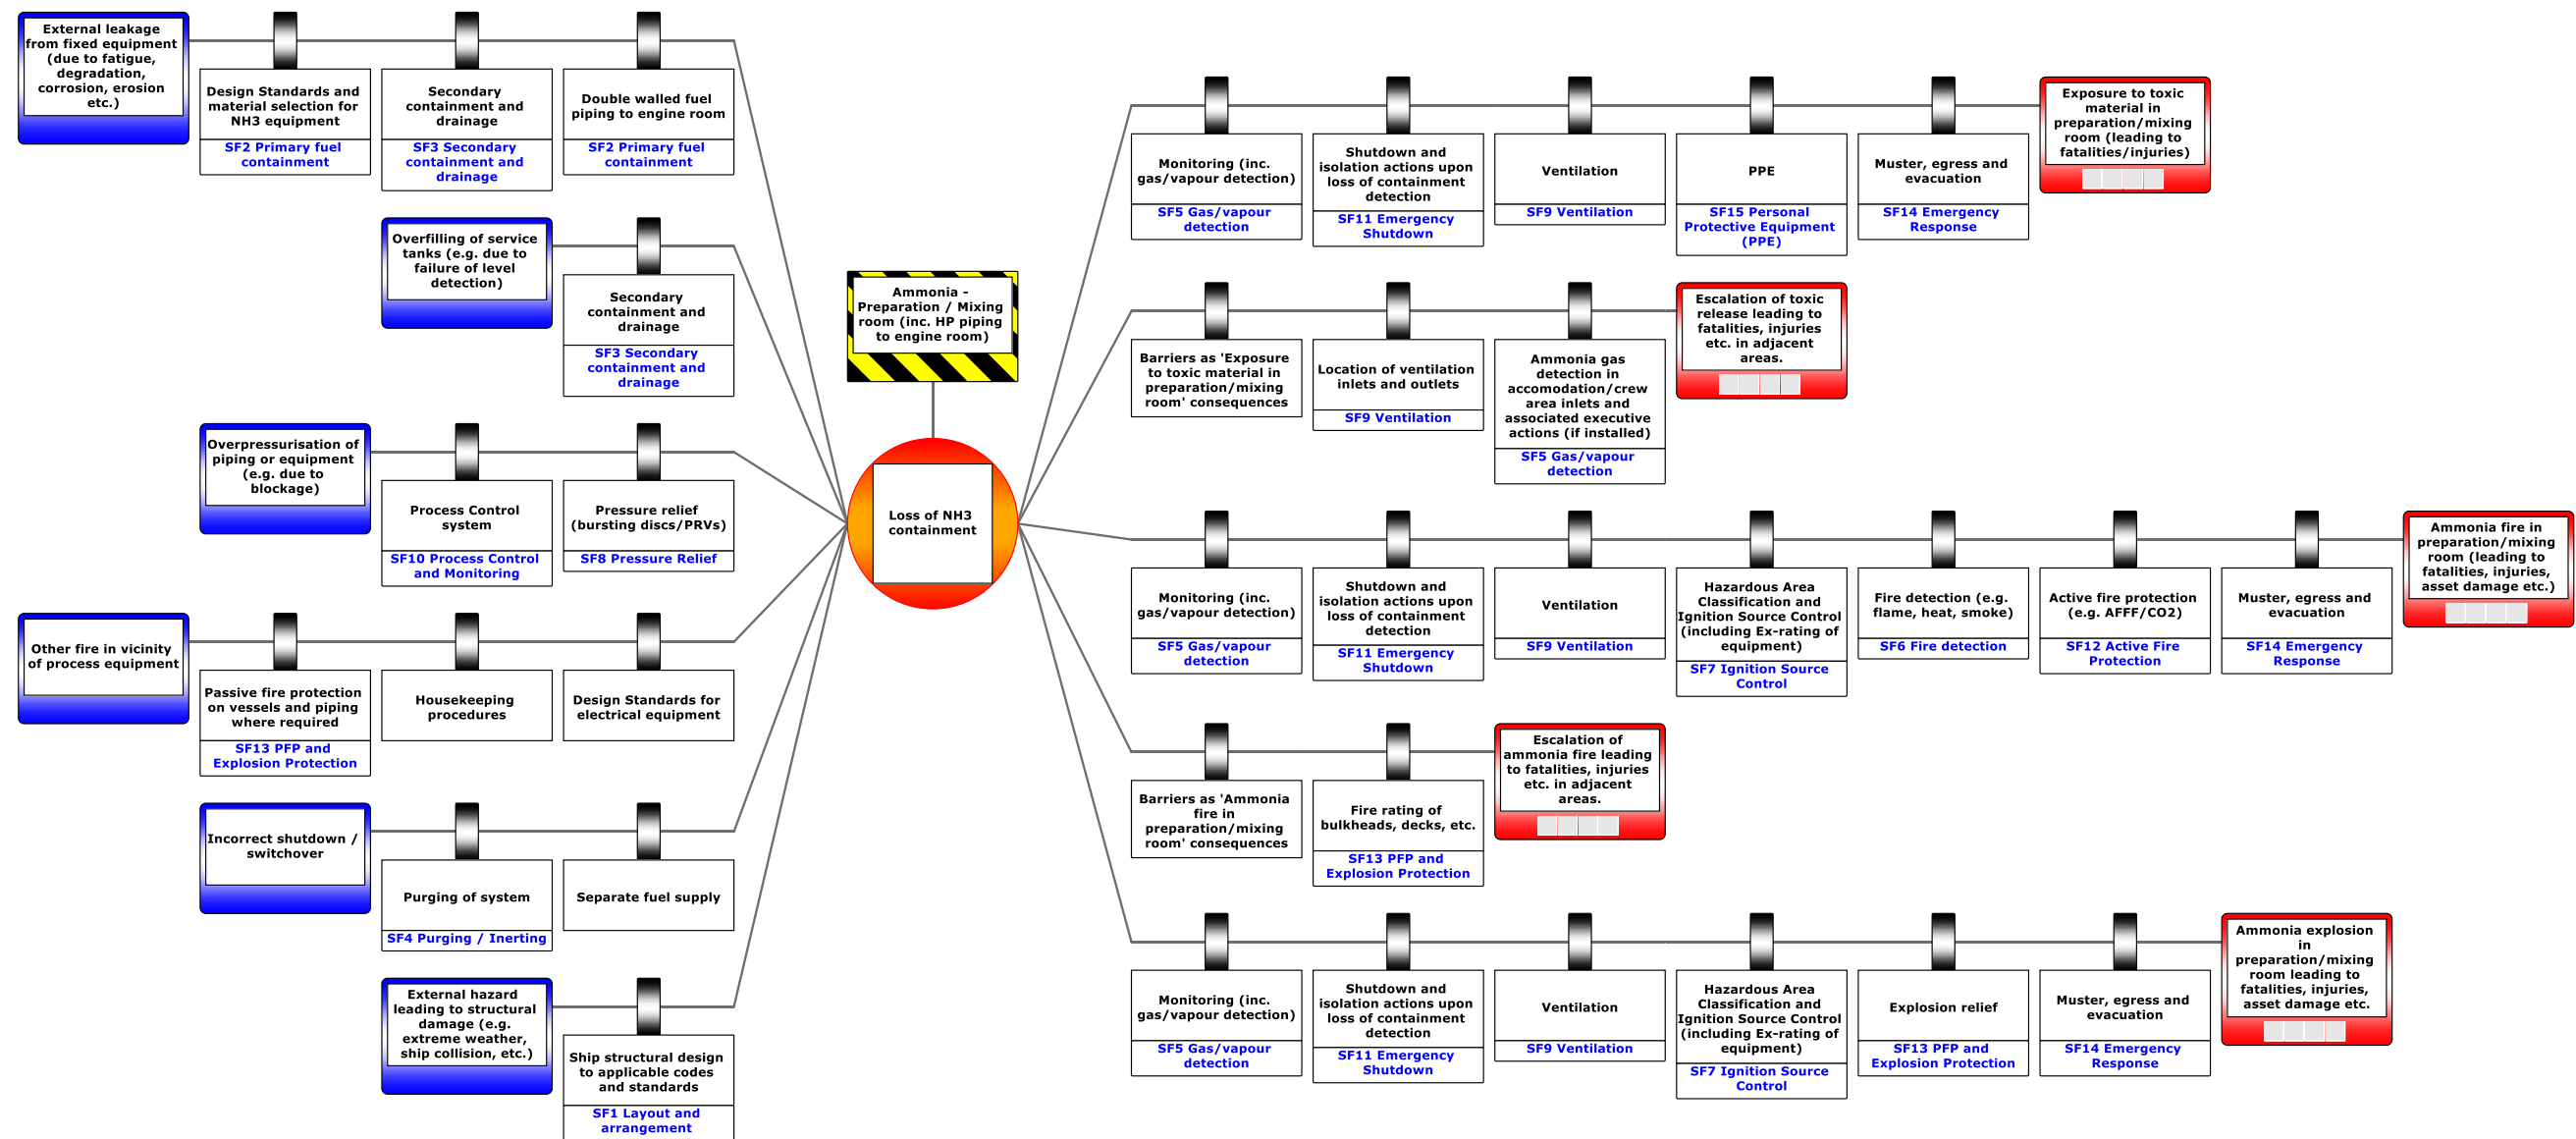 External leakage
from fixed equipment
(due to fatigue,
degradation,
corrosion, erosion
etc.)
Design Standards and
material selection for
NH3 equipment
SF2 Primary fuel
containment
Secondary
containment and
drainage
SF3 Secondary
containment and
drainage
Double walled fuel
piping to engine room
SF2 Primary fuel
containment
Overfilling of service
tanks (e.g. due to
failure of level
detection)
Secondary
containment and
drainage
SF3 Secondary
containment and
drainage
Overpressurisation of
piping or equipment
(e.g. due to
blockage)
Process Control
system
SF10 Process Control
and Monitoring
Pressure relief
(bursting discs/PRVs)
SF8 Pressure Relief
Other fire in vicinity
of process equipment
Passive fire protection
on vessels and piping
where required
SF13 PFP and
Explosion Protection
Housekeeping
procedures
Design Standards for
electrical equipment
Incorrect shutdown /
switchover
Purging of system
SF4 Purging / Inerting
Separate fuel supply
External hazard
leading to structural
damage (e.g.
extreme weather,
ship collision, etc.)
Ship structural design
to applicable codes
and standards
SF1 Layout and
arrangement
Ammonia -
Preparation / Mixing
room (inc. HP piping
to engine room)
Loss of NH3
containment
Monitoring (inc.
gas/vapour detection)
SF5 Gas/vapour
detection
Shutdown and
isolation actions upon
loss of containment
detection
SF11 Emergency
Shutdown
Ventilation
SF9 Ventilation
PPE
SF15 Personal
Protective Equipment
(PPE)
Muster, egress and
evacuation
SF14 Emergency
Response
Exposure to toxic
material in
preparation/mixing
room (leading to
fatalities/injuries)
Barriers as 'Exposure
to toxic material in
preparation/mixing
room' consequences
Location of ventilation
inlets and outlets
SF9 Ventilation
Ammonia gas
detection in
accomodation/crew
area inlets and
associated executive
actions (if installed)
SF5 Gas/vapour
detection
Escalation of toxic
release leading to
fatalities, injuries
etc. in adjacent
areas.
Monitoring (inc.
gas/vapour detection)
SF5 Gas/vapour
detection
Shutdown and
isolation actions upon
loss of containment
detection
SF11 Emergency
Shutdown
Ventilation
SF9 Ventilation
Hazardous Area
Classification and
Ignition Source Control
(including Ex-rating of
equipment)
SF7 Ignition Source
Control
Fire detection (e.g.
flame, heat, smoke)
SF6 Fire detection
Active fire protection
(e.g. AFFF/CO2)
SF12 Active Fire
Protection
Muster, egress and
evacuation
SF14 Emergency
Response
Ammonia fire in
preparation/mixing
room (leading to
fatalities, injuries,
asset damage etc.)
Barriers as 'Ammonia
fire in
preparation/mixing
room' consequences
Fire rating of
bulkheads, decks, etc.
SF13 PFP and
Explosion Protection
Escalation of
ammonia fire leading
to fatalities, injuries
etc. in adjacent
areas.
Monitoring (inc.
gas/vapour detection)
SF5 Gas/vapour
detection
Shutdown and
isolation actions upon
loss of containment
detection
SF11 Emergency
Shutdown
Ventilation
SF9 Ventilation
Hazardous Area
Classification and
Ignition Source Control
(including Ex-rating of
equipment)
SF7 Ignition Source
Control
Explosion relief
SF13 PFP and
Explosion Protection
Muster, egress and
evacuation
SF14 Emergency
Response
Ammonia explosion
in
preparation/mixing
room leading to
fatalities, injuries,
asset damage etc.